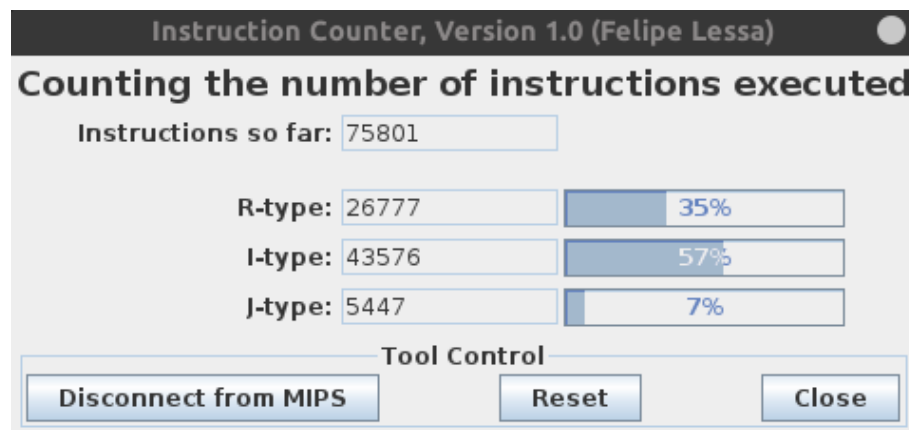 Instruction Counter, Version 1.0 (Felipe Lessa)
Counting the number of instructions executed
Instructions so far: 75801
R-type: 26777 35%
I-type: 43576 57%
J-type: 5447 7%
Tool Control
Disconnect from MIPS Reset Close